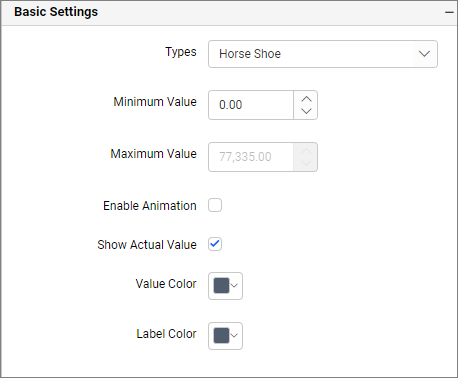 Basic Settings
Types Horse Shoe
Minimum Value 0.00
Maximum Value 77,335.00
Enable Animation
Show Actual Value
Value Color
Label Color